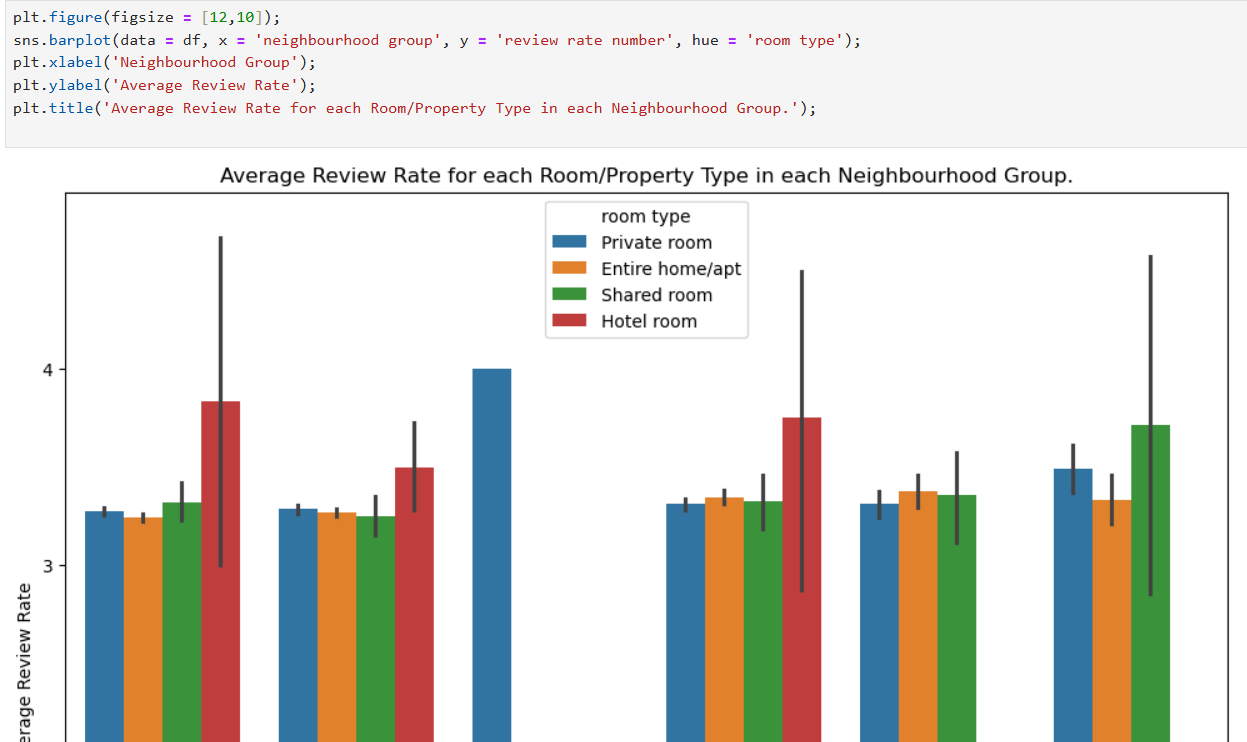 plt.figure(figsize = [12,10]);
sns.barplot(data = df, x = 'neighbourhood group', y = 'review rate number', hue = 'room type');
plt.xlabel('Neighbourhood Group');
plt.ylabel('Average Review Rate');
plt.title('Average Review Rate for each Room/Property Type in each Neighbourhood Group.');
Average Review Rate for each Room/Property Type in each Neighbourhood Group.
room type
Private room
Entire home/apt
Shared room
Hotel room
4
3
erage Review Rate